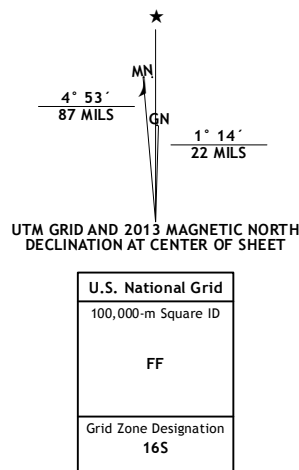 ★
MN
GN
4° 53´
87 MILS
1° 14´
22 MILS
UTM GRID AND 2013 MAGNETIC NORTH
DECLINATION AT CENTER OF SHEET
U.S. National Grid
100,000-m Square ID
FF
Grid Zone Designation
16S